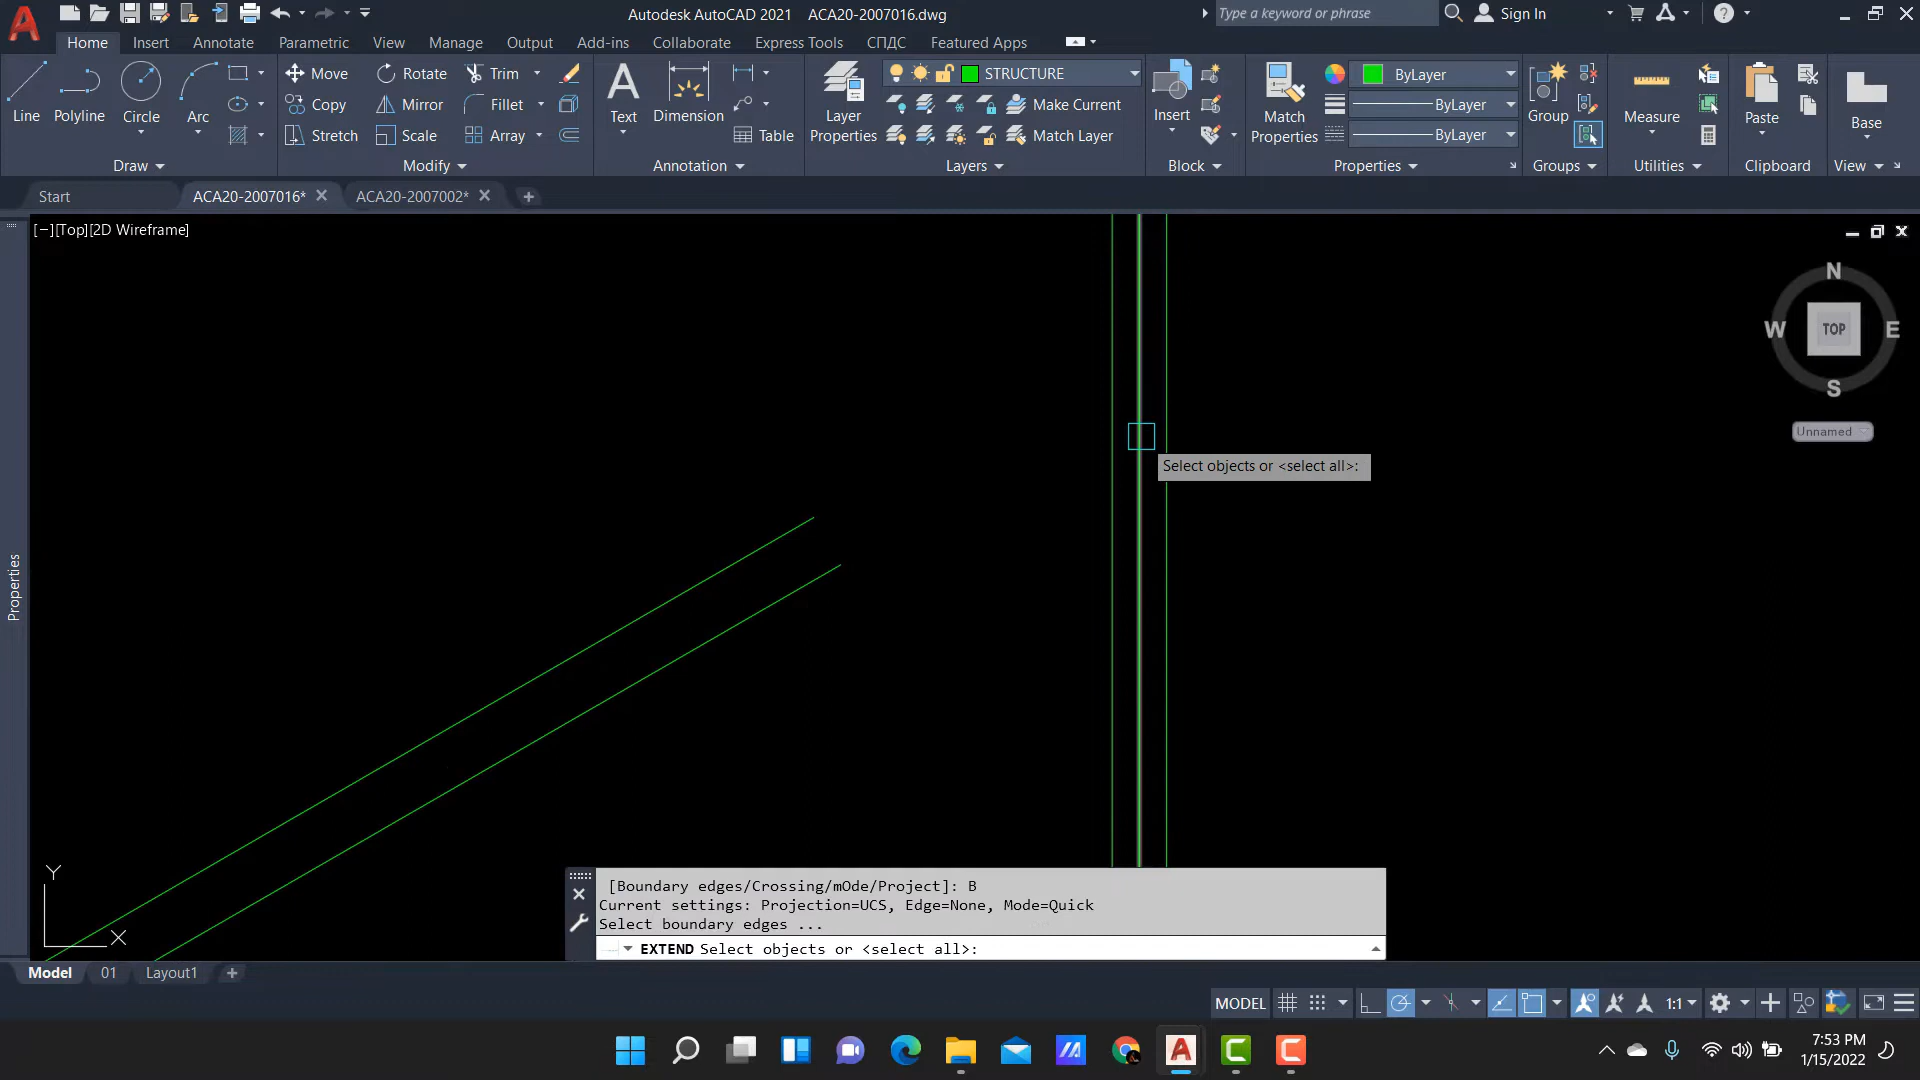 Autodesk AutoCAD 2021 ACA20-2007016.dwg
Type a keyword or phrase
Sign In
Home Insert Annotate Parametric View Manage Output Add-ins Collaborate Express Tools СПДС Featured Apps
Line Polyline Circle Arc
Move Rotate Trim
Copy Mirror Fillet
Stretch Scale Array
Text Dimension Table
Layer Properties
STRUCTURE
Make Current
Match Layer
Insert
Match Properties
ByLayer
ByLayer
ByLayer
Group Measure Paste Base
Draw Modify Annotation Layers Block Properties Groups Utilities Clipboard View
Start ACA20-2007016* ACA20-2007002*
[−][Top][2D Wireframe]
N
W TOP E
S
Unnamed
Select objects or <select all>:
Properties
Y
X
[Boundary edges/Crossing/mOde/Project]: B
Current settings: Projection=UCS, Edge=None, Mode=Quick
Select boundary edges ...
EXTEND Select objects or <select all>:
Model 01 Layout1
MODEL 1:1
7:53 PM
1/15/2022